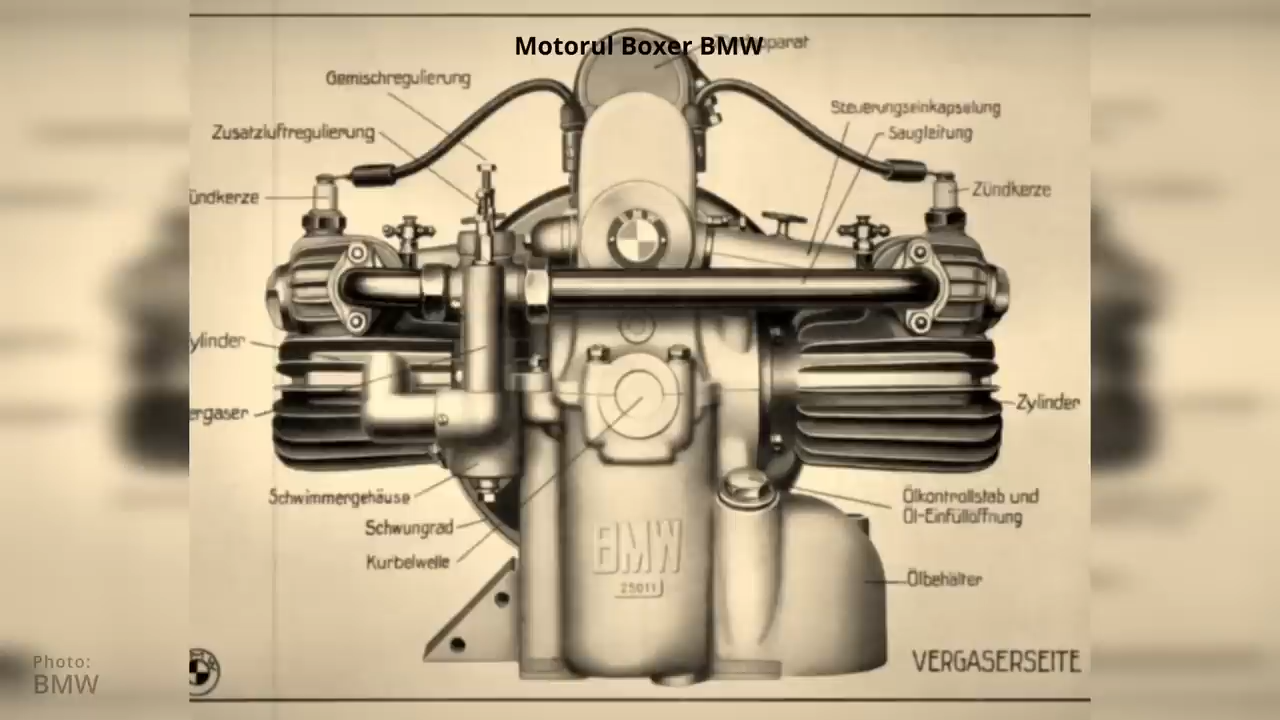 Motorul Boxer BMW
Gemischregulierung
Zusatzluftregulierung
ündkerze
ylinder
ergaser
Schwimmergehäuse
Schwungrad
Kurbelwelle
Steuerungseinkapselung
Saugleitung
Zündkerze
Zylinder
Ölkontrollstab und
Öl-Einfüllöffnung
Ölbehälter
BMW
BMW
25011
VERGASERSEITE
Photo:
BMW